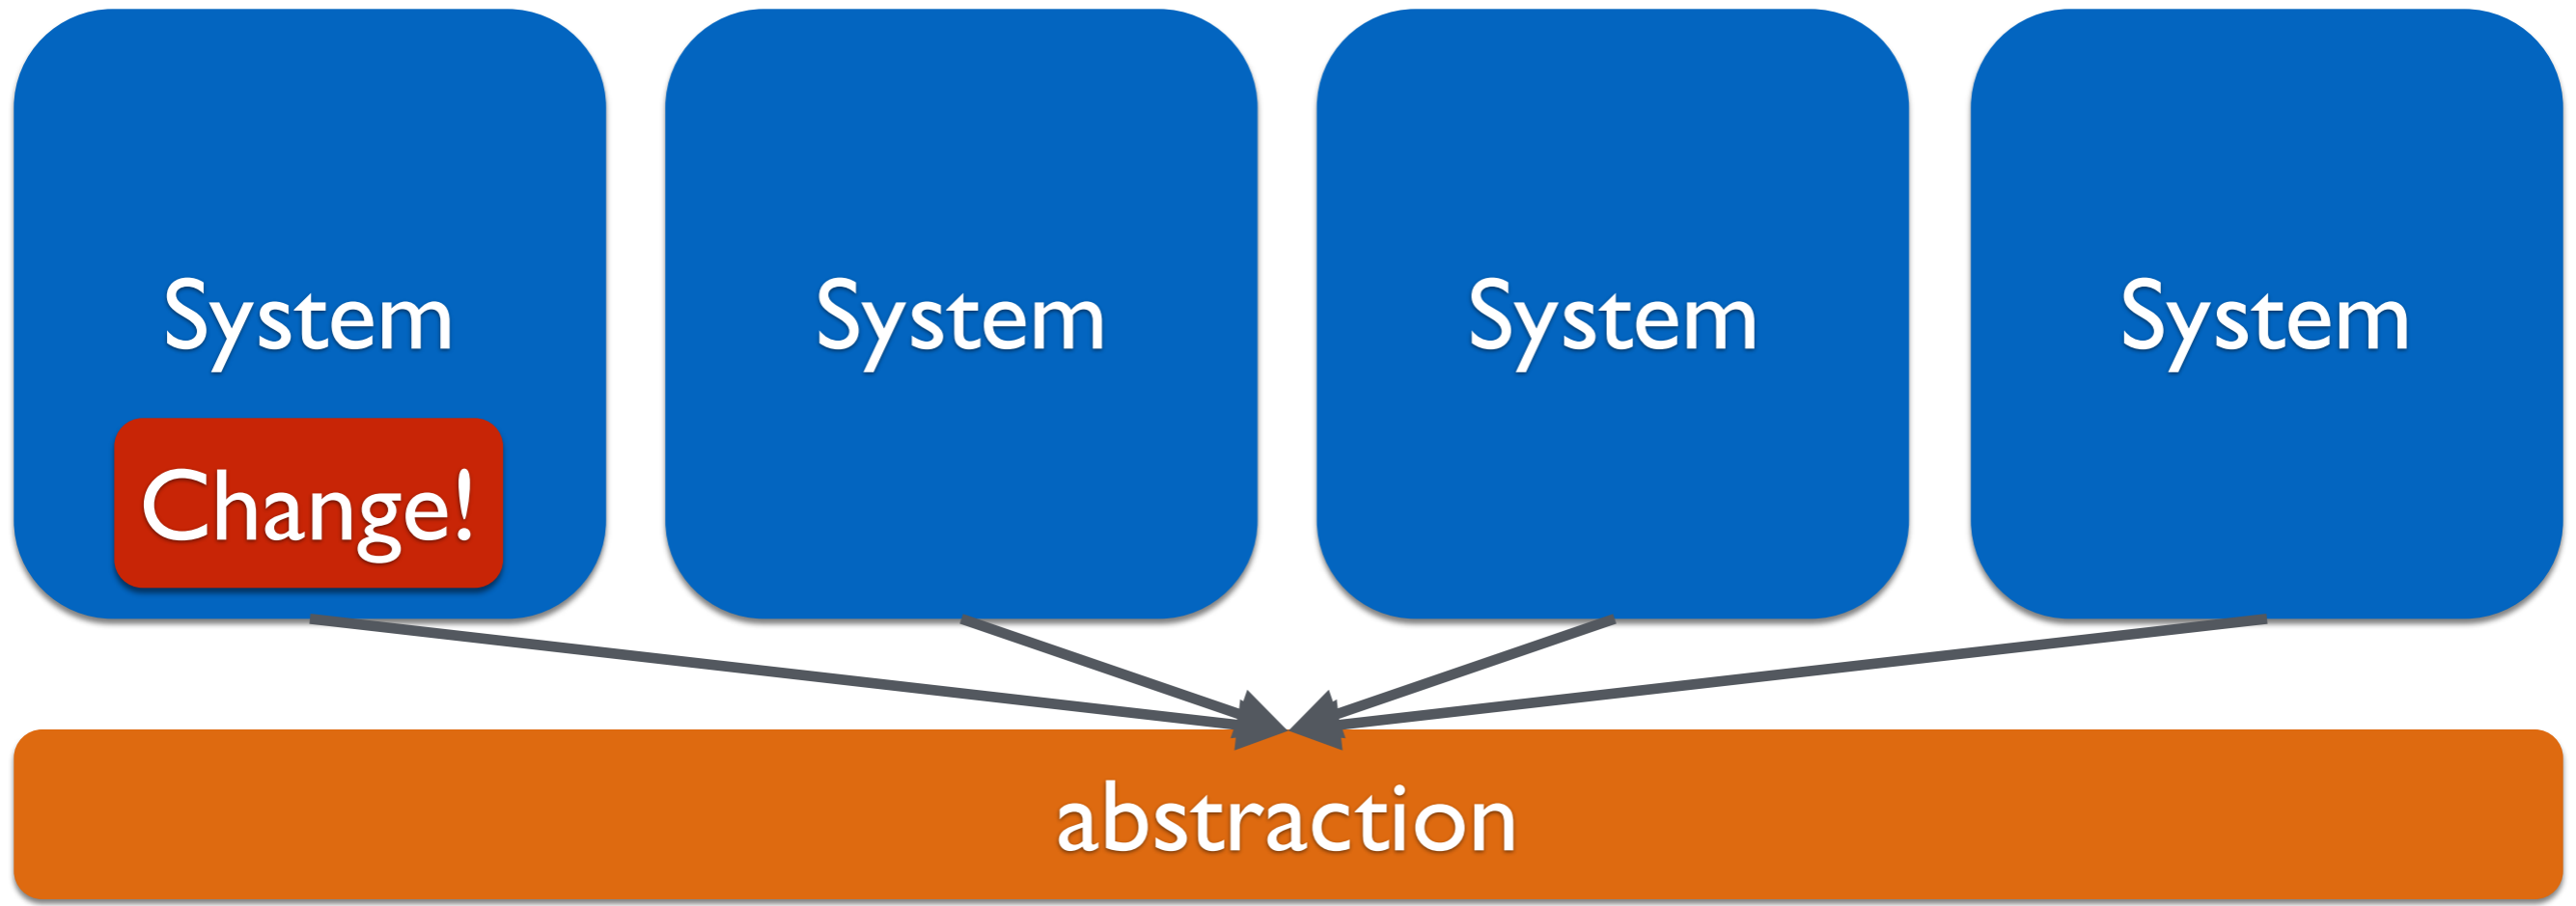 System
System
System
System
Change!
abstraction